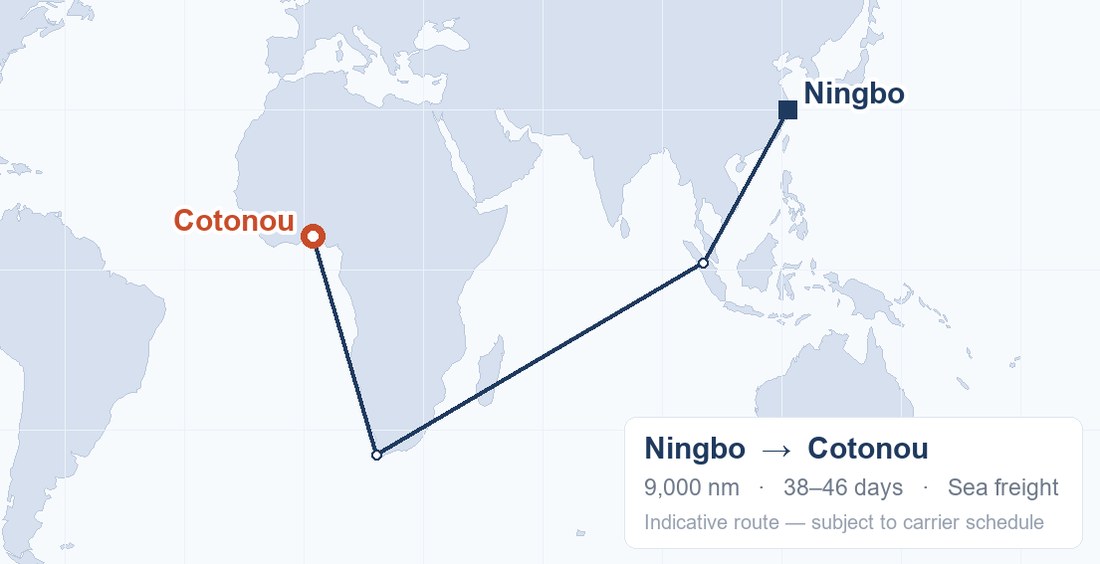 Ningbo
Cotonou
Ningbo → Cotonou
9,000 nm · 38–46 days · Sea freight
Indicative route — subject to carrier schedule